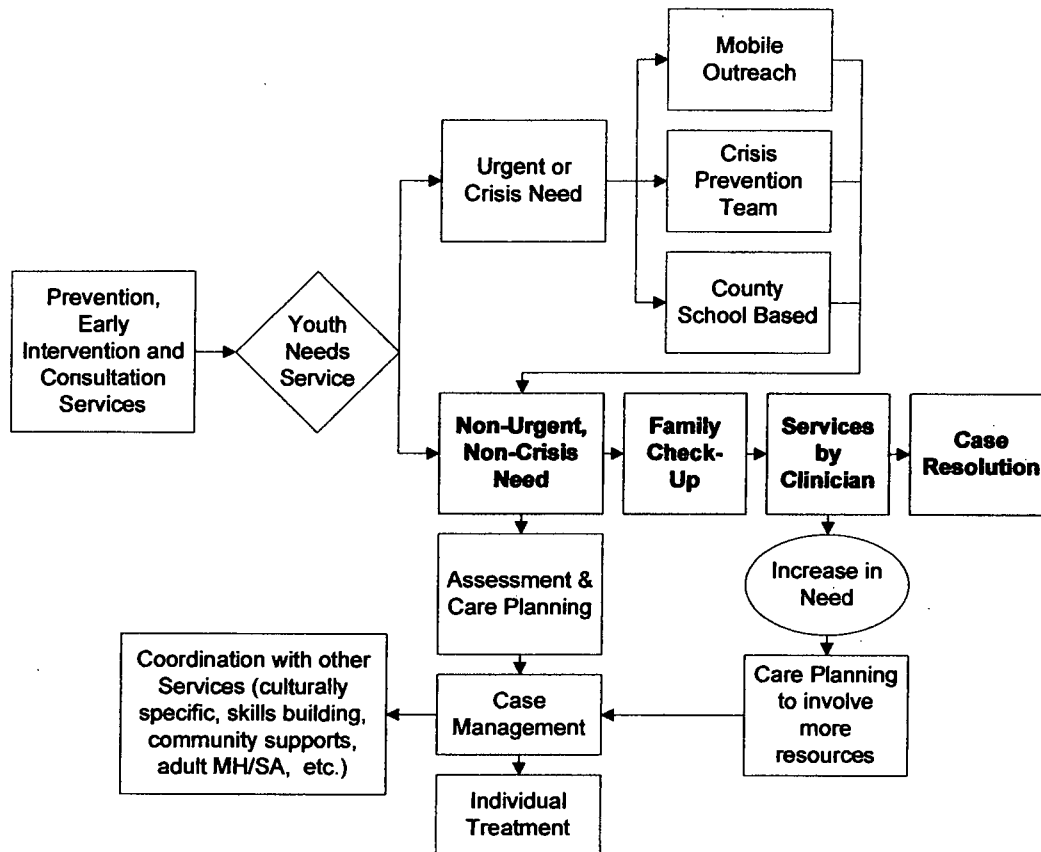 Mobile
Outreach
Urgent or
Crisis Need
Crisis
Prevention
Team
County
School Based
Prevention,
Early
Intervention and
Consultation
Services
Youth
Needs
Service
Non-Urgent,
Non-Crisis
Need
Family
Check-
Up
Services
by
Clinician
Case
Resolution
Assessment &
Care Planning
Increase in
Need
Coordination with other
Services (culturally
specific, skills building,
community supports,
adult MH/SA, etc.)
Case
Management
Care Planning
to involve
more
resources
Individual
Treatment